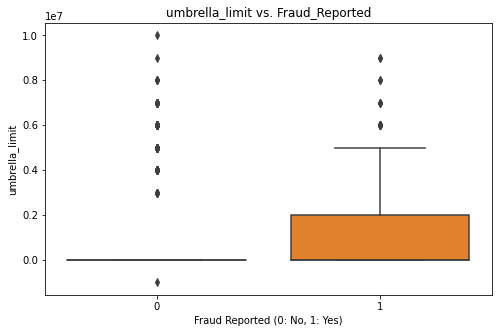 umbrella_limit vs. Fraud_Reported
1e7
1.0
0.8
0.6
0.4
0.2
0.0
umbrella_limit
0
1
Fraud Reported (0: No, 1: Yes)